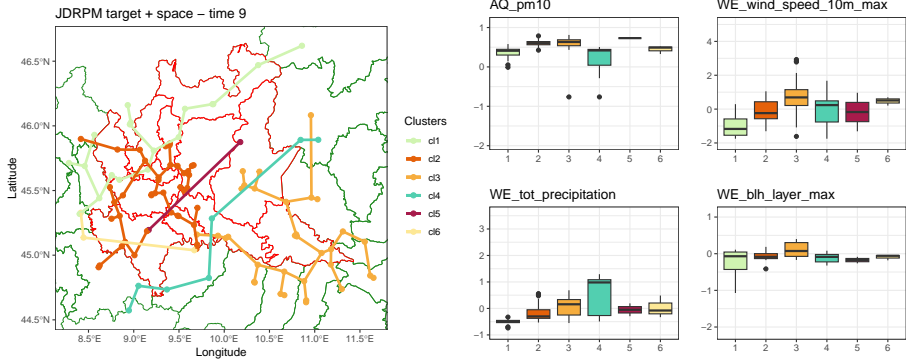 JDRPM target + space − time 9
46.5°N
46.0°N
45.5°N
45.0°N
44.5°N
Latitude
8.5°E 9.0°E 9.5°E 10.0°E 10.5°E 11.0°E 11.5°E
Longitude
Clusters
cl1
cl2
cl3
cl4
cl5
cl6
AQ_pm10
1
0
−1
−2
1 2 3 4 5 6
WE_wind_speed_10m_max
4
2
0
−2
1 2 3 4 5 6
WE_tot_precipitation
3
2
1
0
−1
1 2 3 4 5 6
WE_blh_layer_max
1
0
−1
−2
1 2 3 4 5 6